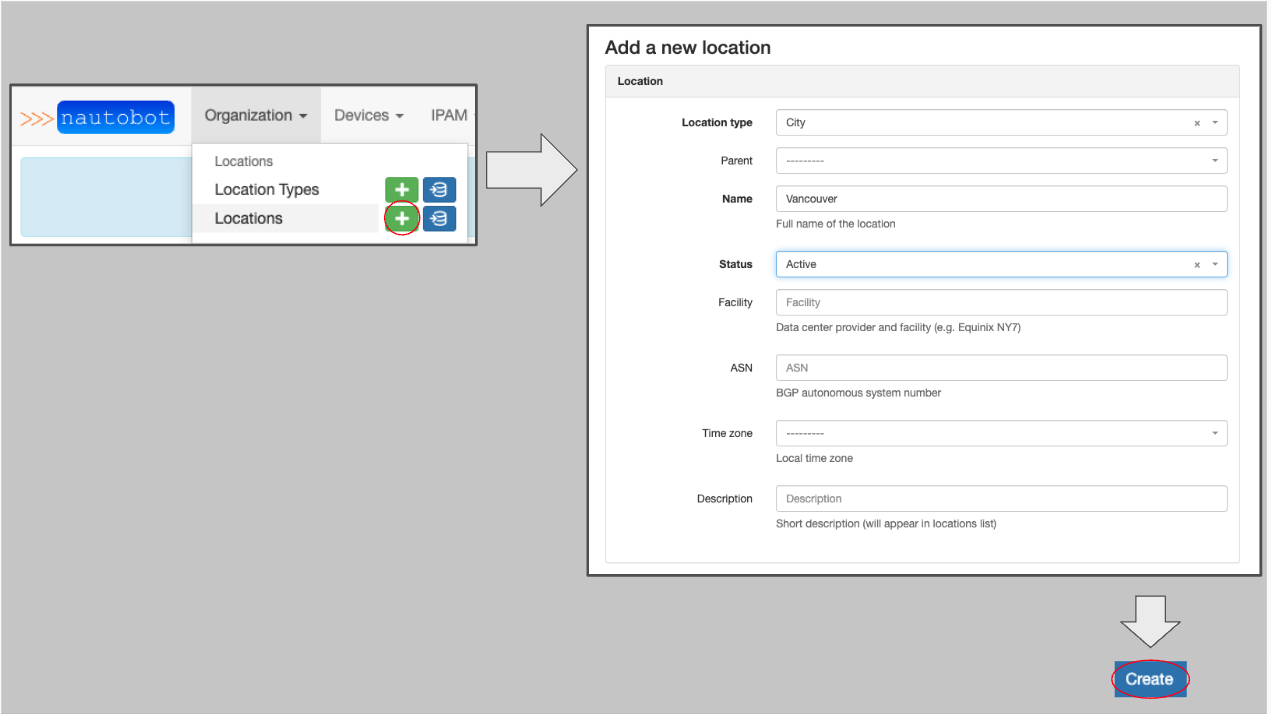 >>> nautobot
Organization
Devices
IPAM
Locations
Location Types
Locations
Add a new location
Location
Location type City × 
Parent ---------
Name Vancouver
Full name of the location
Status Active ×
Facility Facility
Data center provider and facility (e.g. Equinix NY7)
ASN ASN
BGP autonomous system number
Time zone ---------
Local time zone
Description Description
Short description (will appear in locations list)
Create